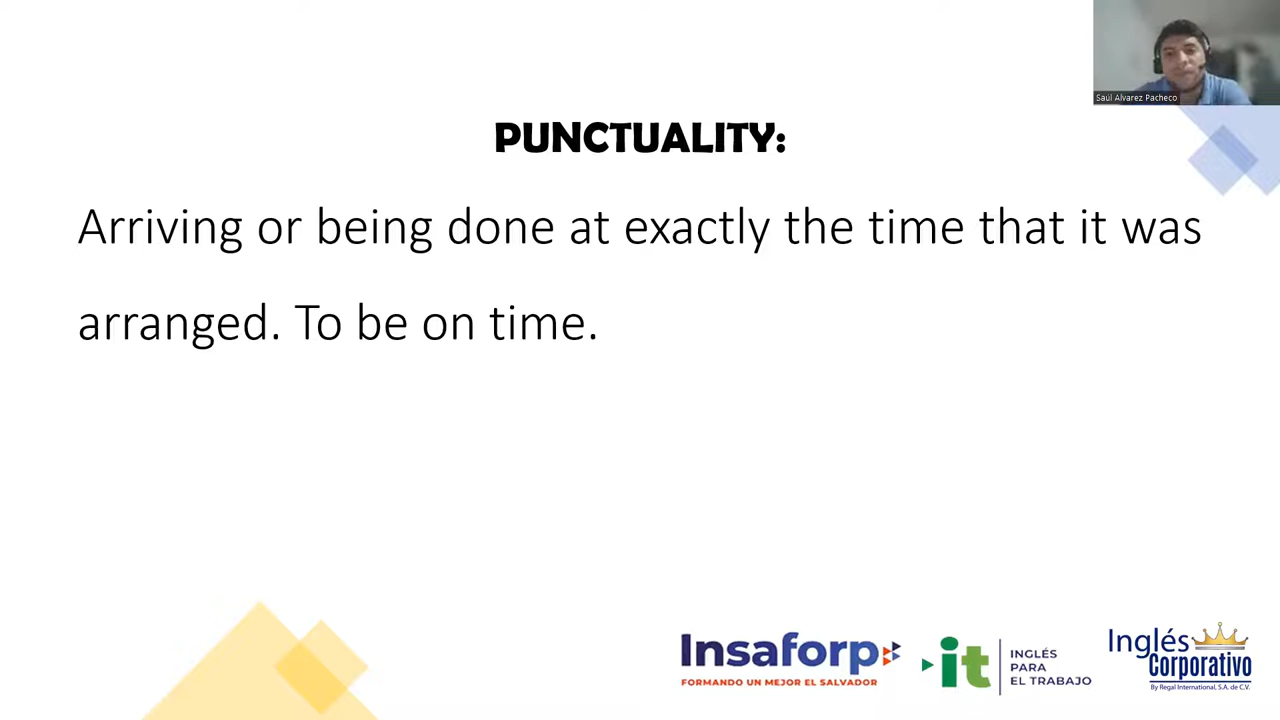 Saúl Alvarez Pacheco
PUNCTUALITY:
Arriving or being done at exactly the time that it was
arranged. To be on time.
Insaforp
FORMANDO UN MEJOR EL SALVADOR
it
INGLÉS
PARA
EL TRABAJO
Inglés
Corporativo
By Regal International, S.A. de C.V.